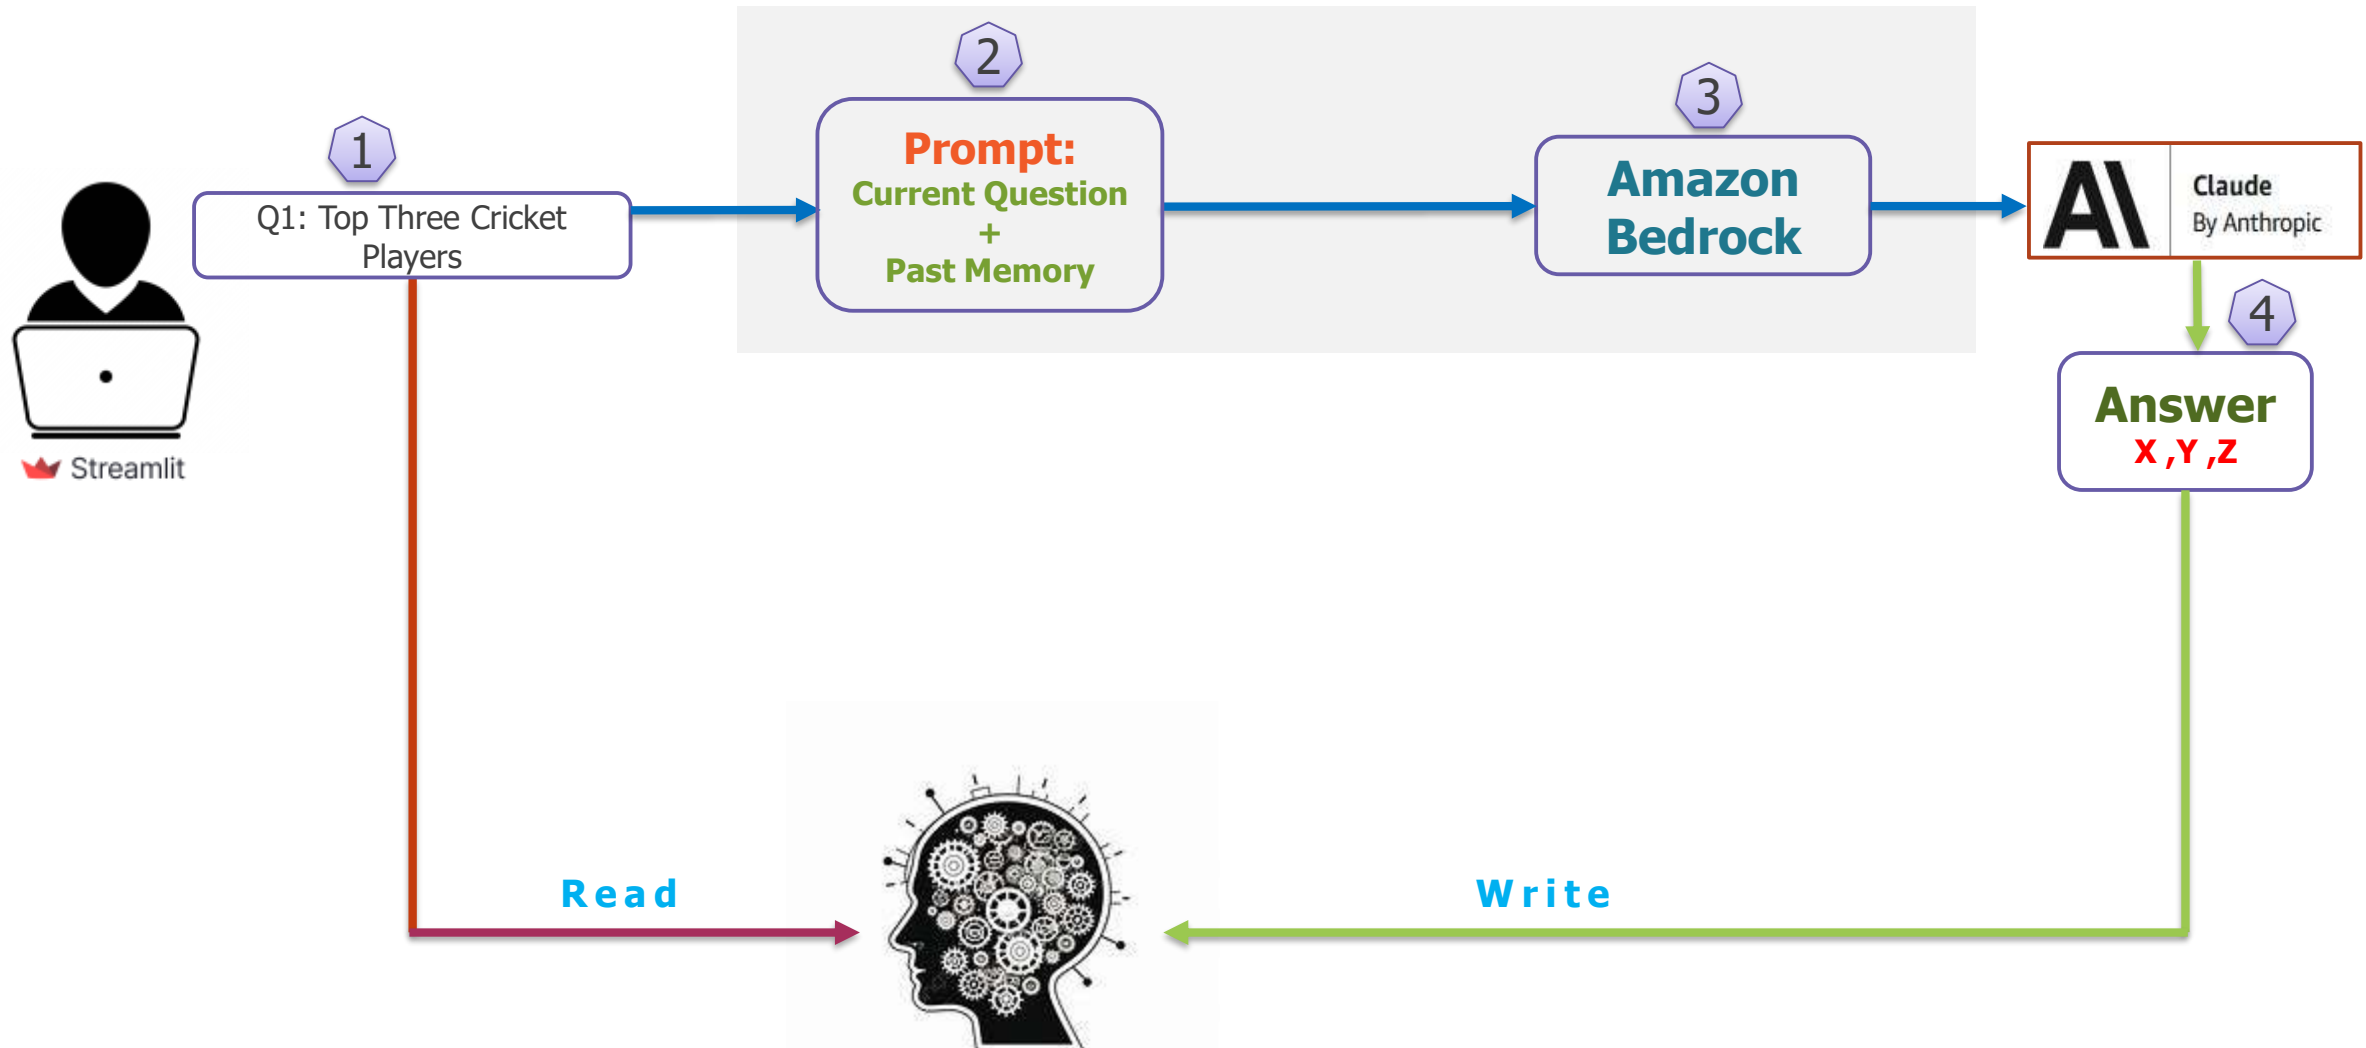 1
Q1: Top Three Cricket
Players
Streamlit
2
Prompt:
Current Question
+
Past Memory
3
Amazon
Bedrock
Claude
By Anthropic
4
Answer
X ,Y ,Z
Read
Write